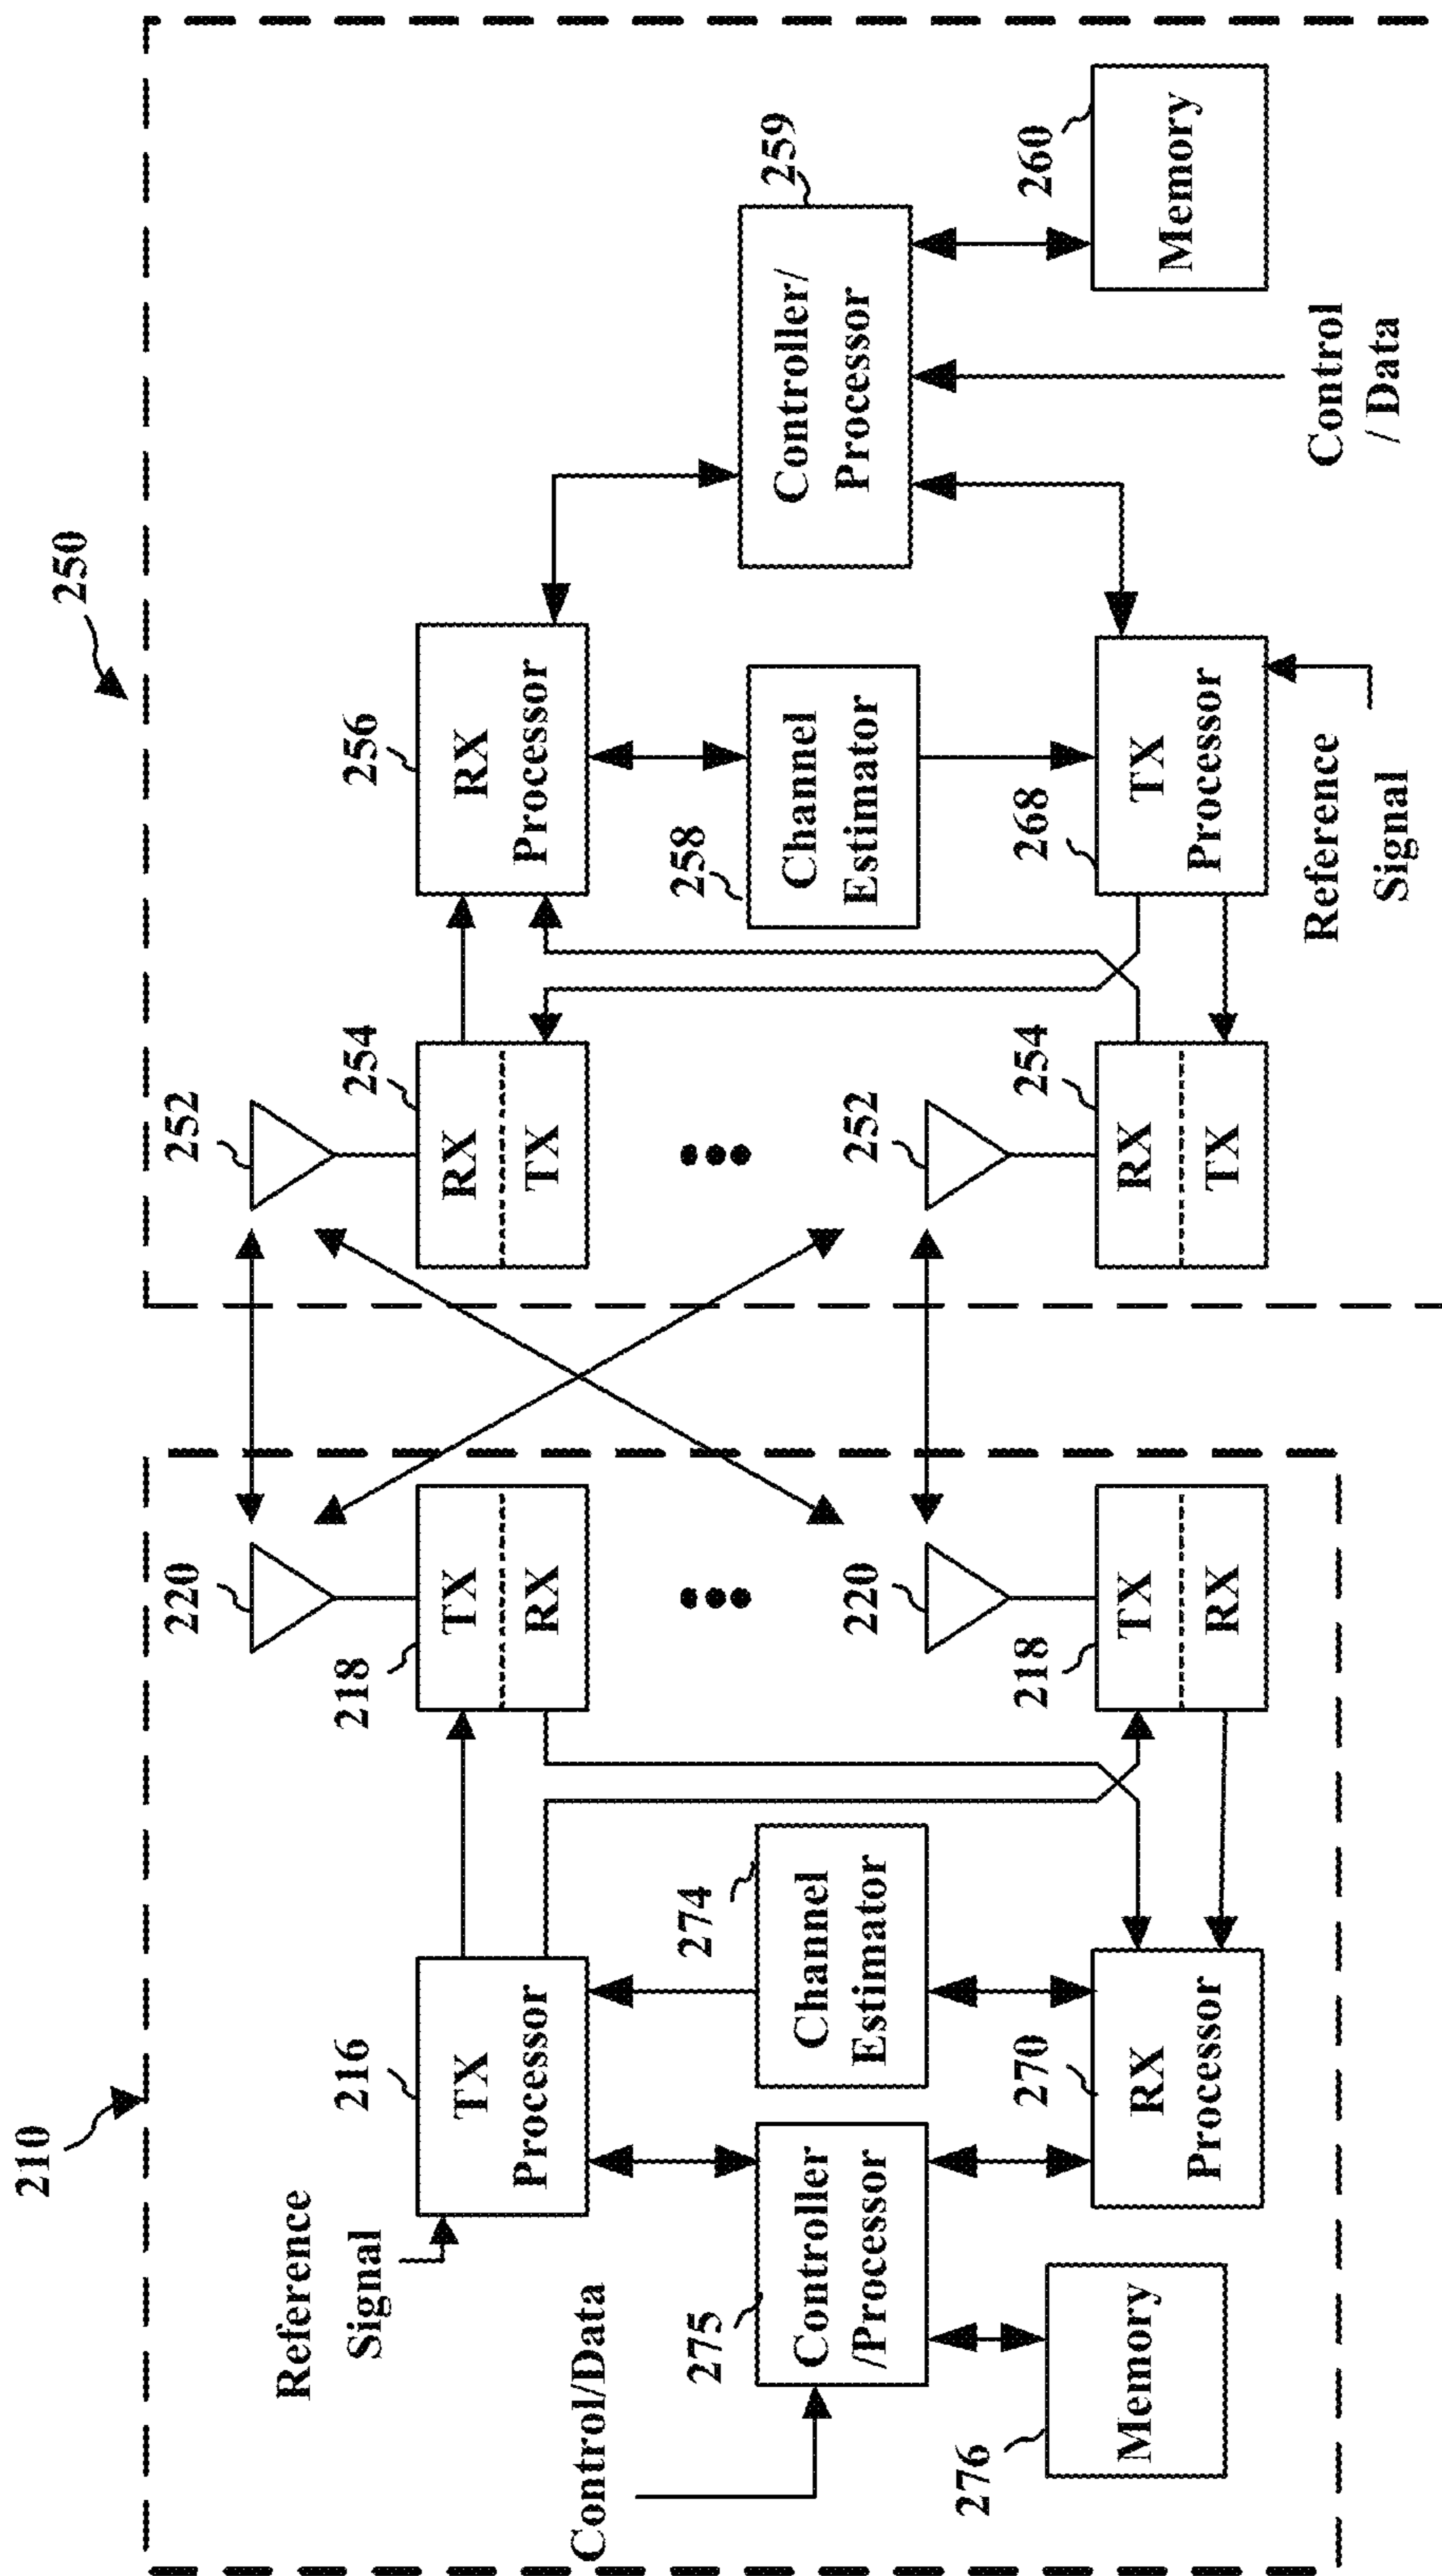 210
Reference
Signal
216
TX
Processor
Control/Data
275
Controller
/Processor
274
Channel
Estimator
276
Memory
270
RX
Processor
220
218
TX
RX
220
218
TX
RX
250
252
254
RX
TX
252
254
RX
TX
256
RX
Processor
258
Channel
Estimator
268
TX
Processor
Reference
Signal
259
Controller/
Processor
260
Memory
Control
/ Data